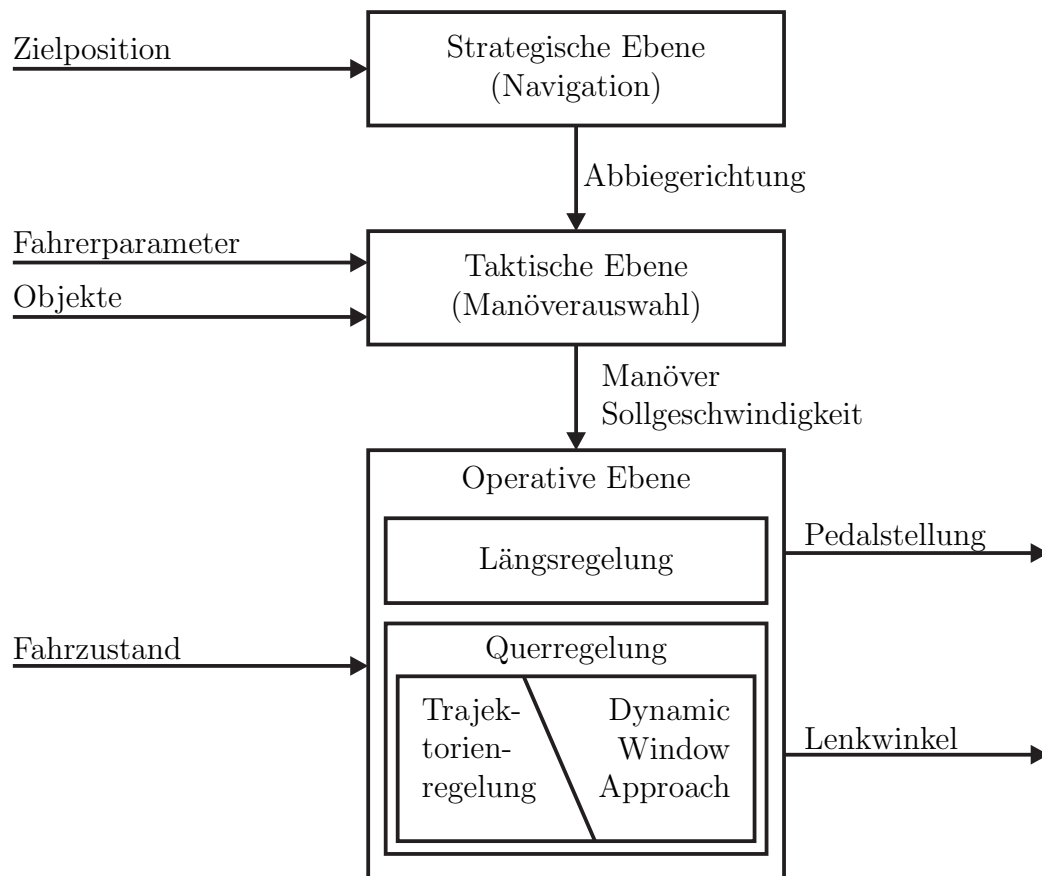 Zielposition
Strategische Ebene
(Navigation)
Abbiegerichtung
Fahrerparameter
Objekte
Taktische Ebene
(Manöverauswahl)
Manöver
Sollgeschwindigkeit
Operative Ebene
Längsregelung
Pedalstellung
Fahrzustand
Querregelung
Trajek-
torien-
regelung
Dynamic
Window
Approach
Lenkwinkel